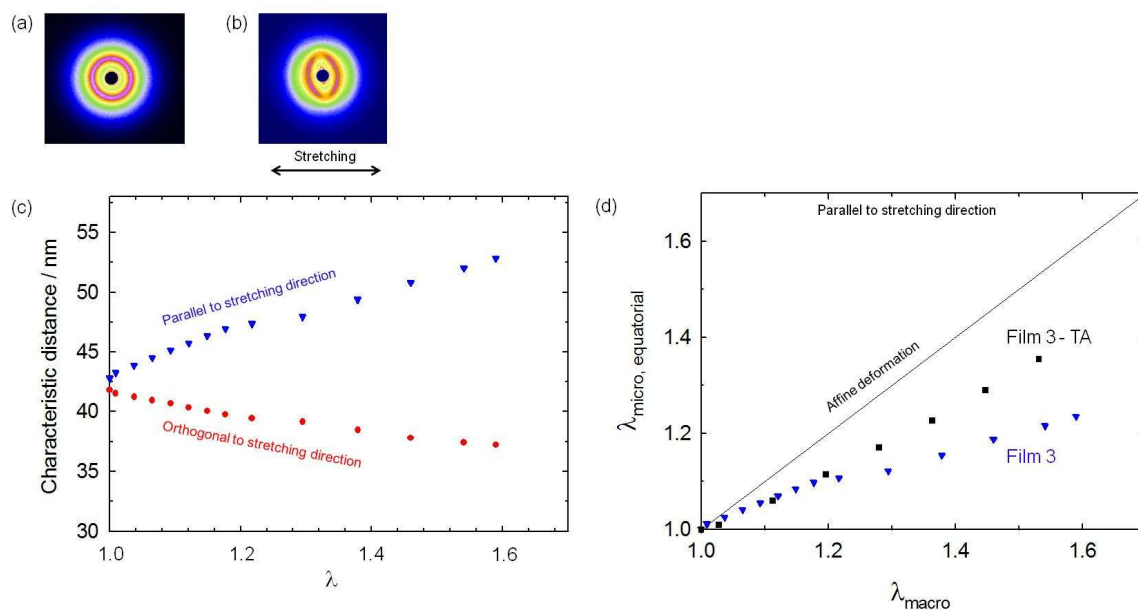 (a)
(b)
Stretching
(c)
55
50
45
40
35
30
Characteristic distance / nm
Parallel to stretching direction
Orthogonal to stretching direction
1.0
1.2
1.4
1.6
λ
(d)
Parallel to stretching direction
1.6
1.4
1.2
1.0
λmicro, equatorial
Affine deformation
Film 3 - TA
Film 3
1.0
1.2
1.4
1.6
λmacro